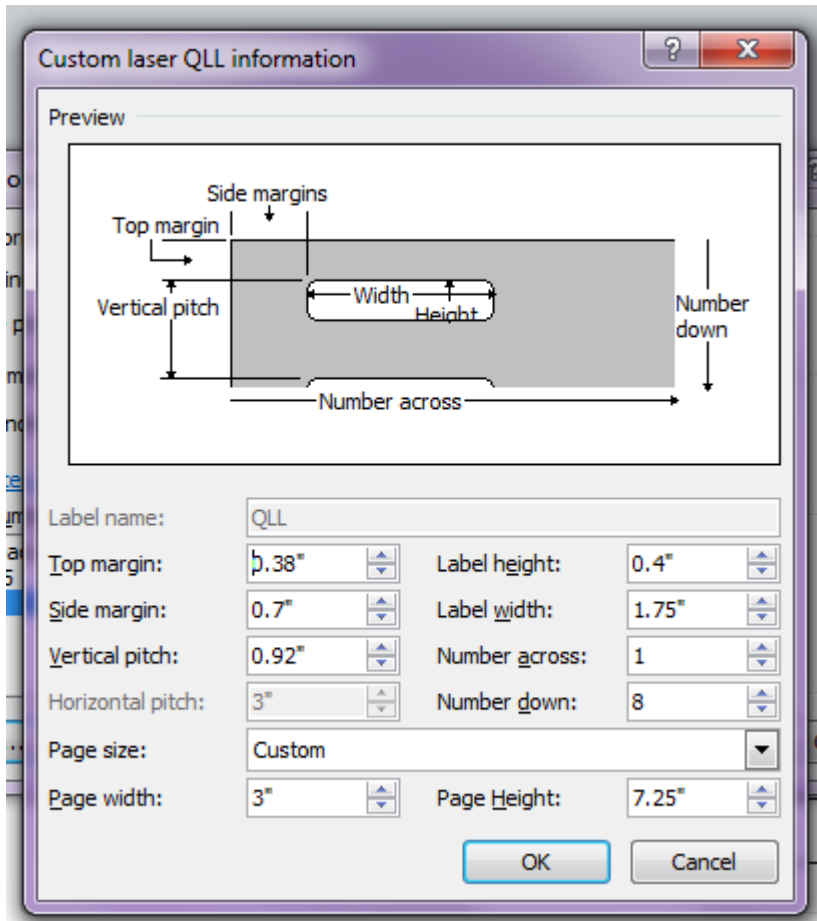 Custom laser QLL information
Preview
Side margins
Top margin
Vertical pitch
Width
Height
Number
down
Number across
Label name: QLL
Top margin: 0.38" Label height: 0.4"
Side margin: 0.7" Label width: 1.75"
Vertical pitch: 0.92" Number across: 1
Horizontal pitch: 3" Number down: 8
Page size: Custom
Page width: 3" Page Height: 7.25"
OK Cancel